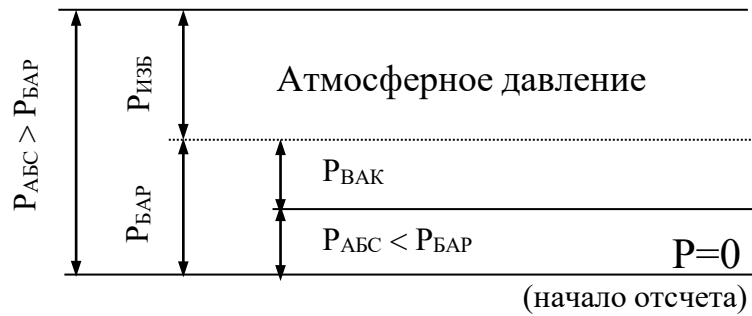 P_АБС > P_БАР
P_ИЗБ
P_БАР
Атмосферное давление
P_ВАК
P_АБС < P_БАР
P=0
(начало отсчета)